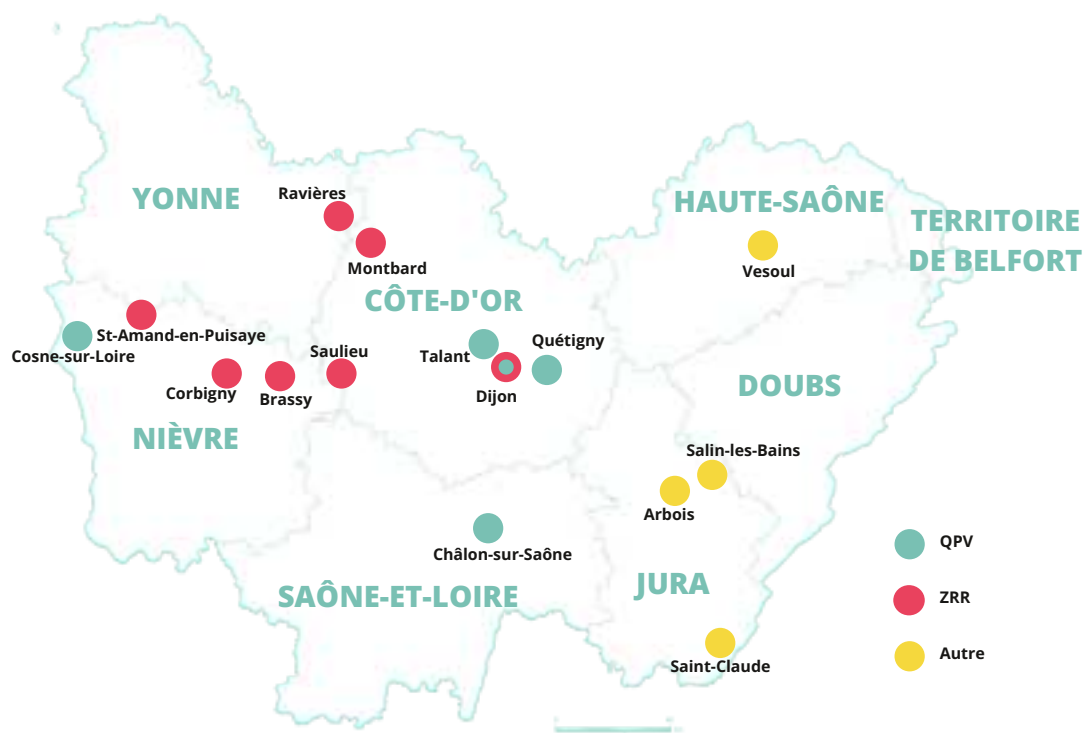 YONNE
Ravières
HAUTE-SAÔNE
TERRITOIRE
DE BELFORT
Montbard
Vesoul
CÔTE-D'OR
St-Amand-en-Puisaye
Cosne-sur-Loire
Saulieu
Talant
Quétigny
Corbigny
Brassy
Dijon
DOUBS
NIÈVRE
Salin-les-Bains
Arbois
Châlon-sur-Saône
QPV
JURA
SAÔNE-ET-LOIRE
ZRR
Saint-Claude
Autre